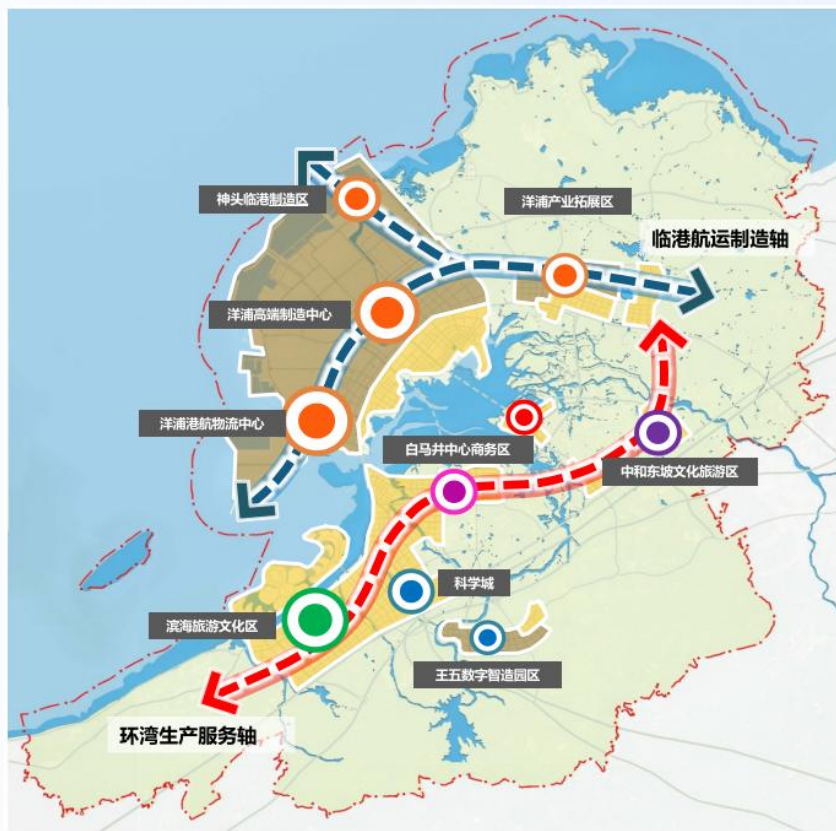 神头临港制造区
洋浦产业拓展区
临港航运制造轴
洋浦高端制造中心
洋浦港航物流中心
白马井中心商务区
中和东坡文化旅游区
科学城
滨海旅游文化区
王五数字智造园区
环湾生产服务轴